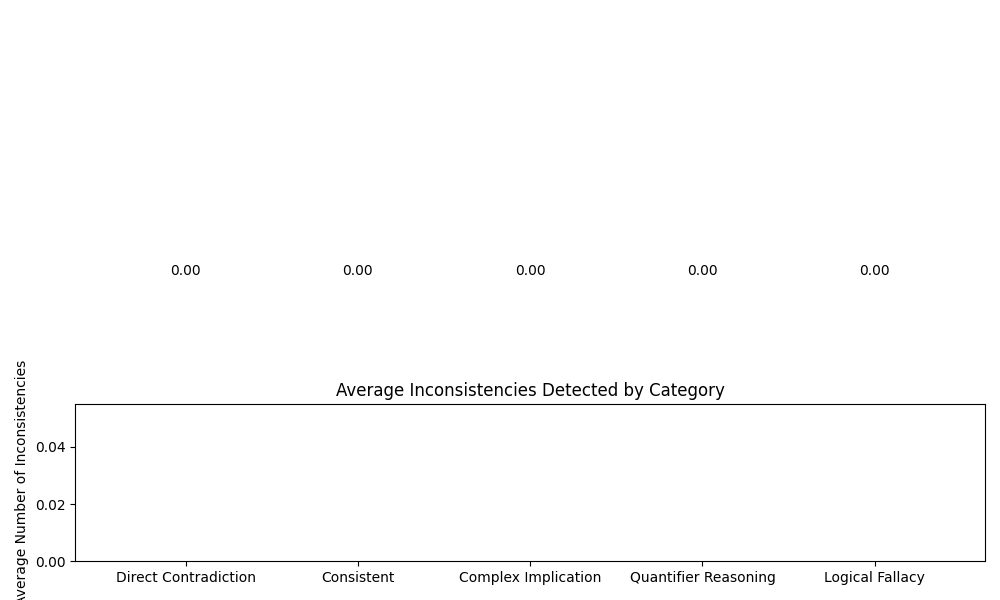 0.00 0.00 0.00 0.00 0.00
Average Inconsistencies Detected by Category
Average Number of Inconsistencies
0.04
0.02
0.00
Direct Contradiction Consistent Complex Implication Quantifier Reasoning Logical Fallacy